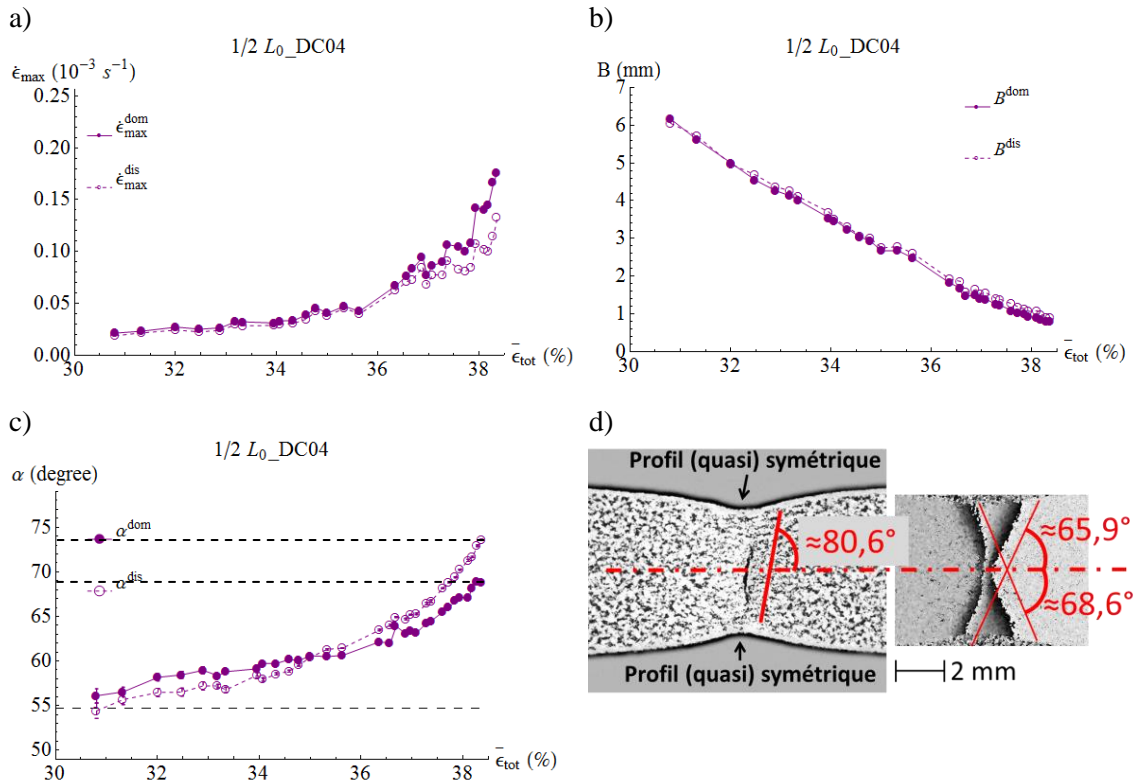 a)
1/2 L₀_DC04
ϵ̇max (10⁻³ s⁻¹)
0.25
0.20
0.15
0.10
0.05
0.00
ϵ̇max^dom
ϵ̇max^dis
30 32 34 36 38 ϵ̄tot (%)
b)
1/2 L₀_DC04
B (mm)
7
6
5
4
3
2
1
0
B^dom
B^dis
30 32 34 36 38 ϵ̄tot (%)
c)
1/2 L₀_DC04
α (degree)
75
70
65
60
55
50
α^dom
α^dis
30 32 34 36 38 ϵ̄tot (%)
d)
Profil (quasi) symétrique
≈80,6°
Profil (quasi) symétrique
≈65,9°
≈68,6°
2 mm